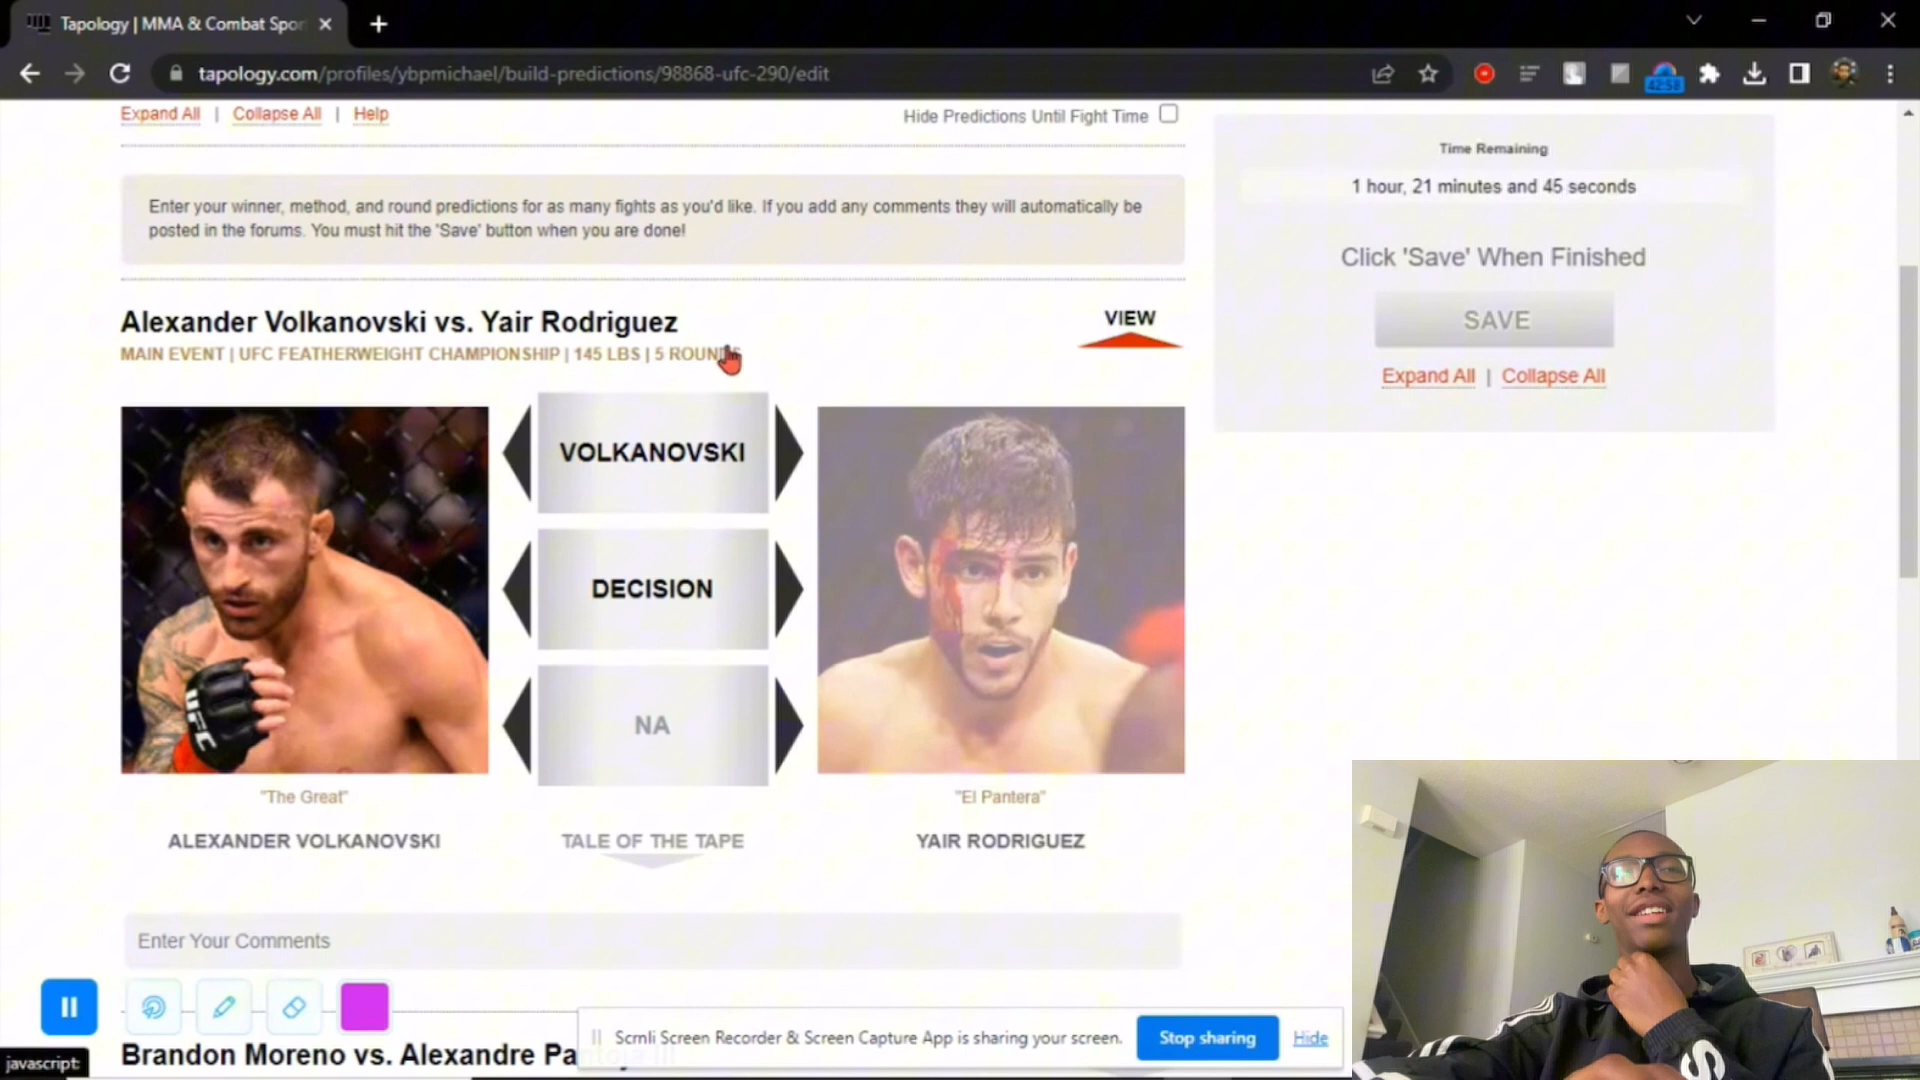 Tapology | MMA & Combat Spor
tapology.com/profiles/ybpmichael/build-predictions/98868-ufc-290/edit
42:58
Expand All | Collapse All | Help
Hide Predictions Until Fight Time
Enter your winner, method, and round predictions for as many fights as you'd like. If you add any comments they will automatically be
posted in the forums. You must hit the 'Save' button when you are done!
Time Remaining
1 hour, 21 minutes and 45 seconds
Click 'Save' When Finished
SAVE
Expand All | Collapse All
Alexander Volkanovski vs. Yair Rodriguez
VIEW
MAIN EVENT | UFC FEATHERWEIGHT CHAMPIONSHIP | 145 LBS | 5 ROUNDS
VOLKANOVSKI
DECISION
NA
UFC
"The Great"
"El Pantera"
ALEXANDER VOLKANOVSKI
TALE OF THE TAPE
YAIR RODRIGUEZ
Enter Your Comments
Scrnli Screen Recorder & Screen Capture App is sharing your screen.
Stop sharing
Hide
javascript:
Brandon Moreno vs. Alexandre Pantoja III